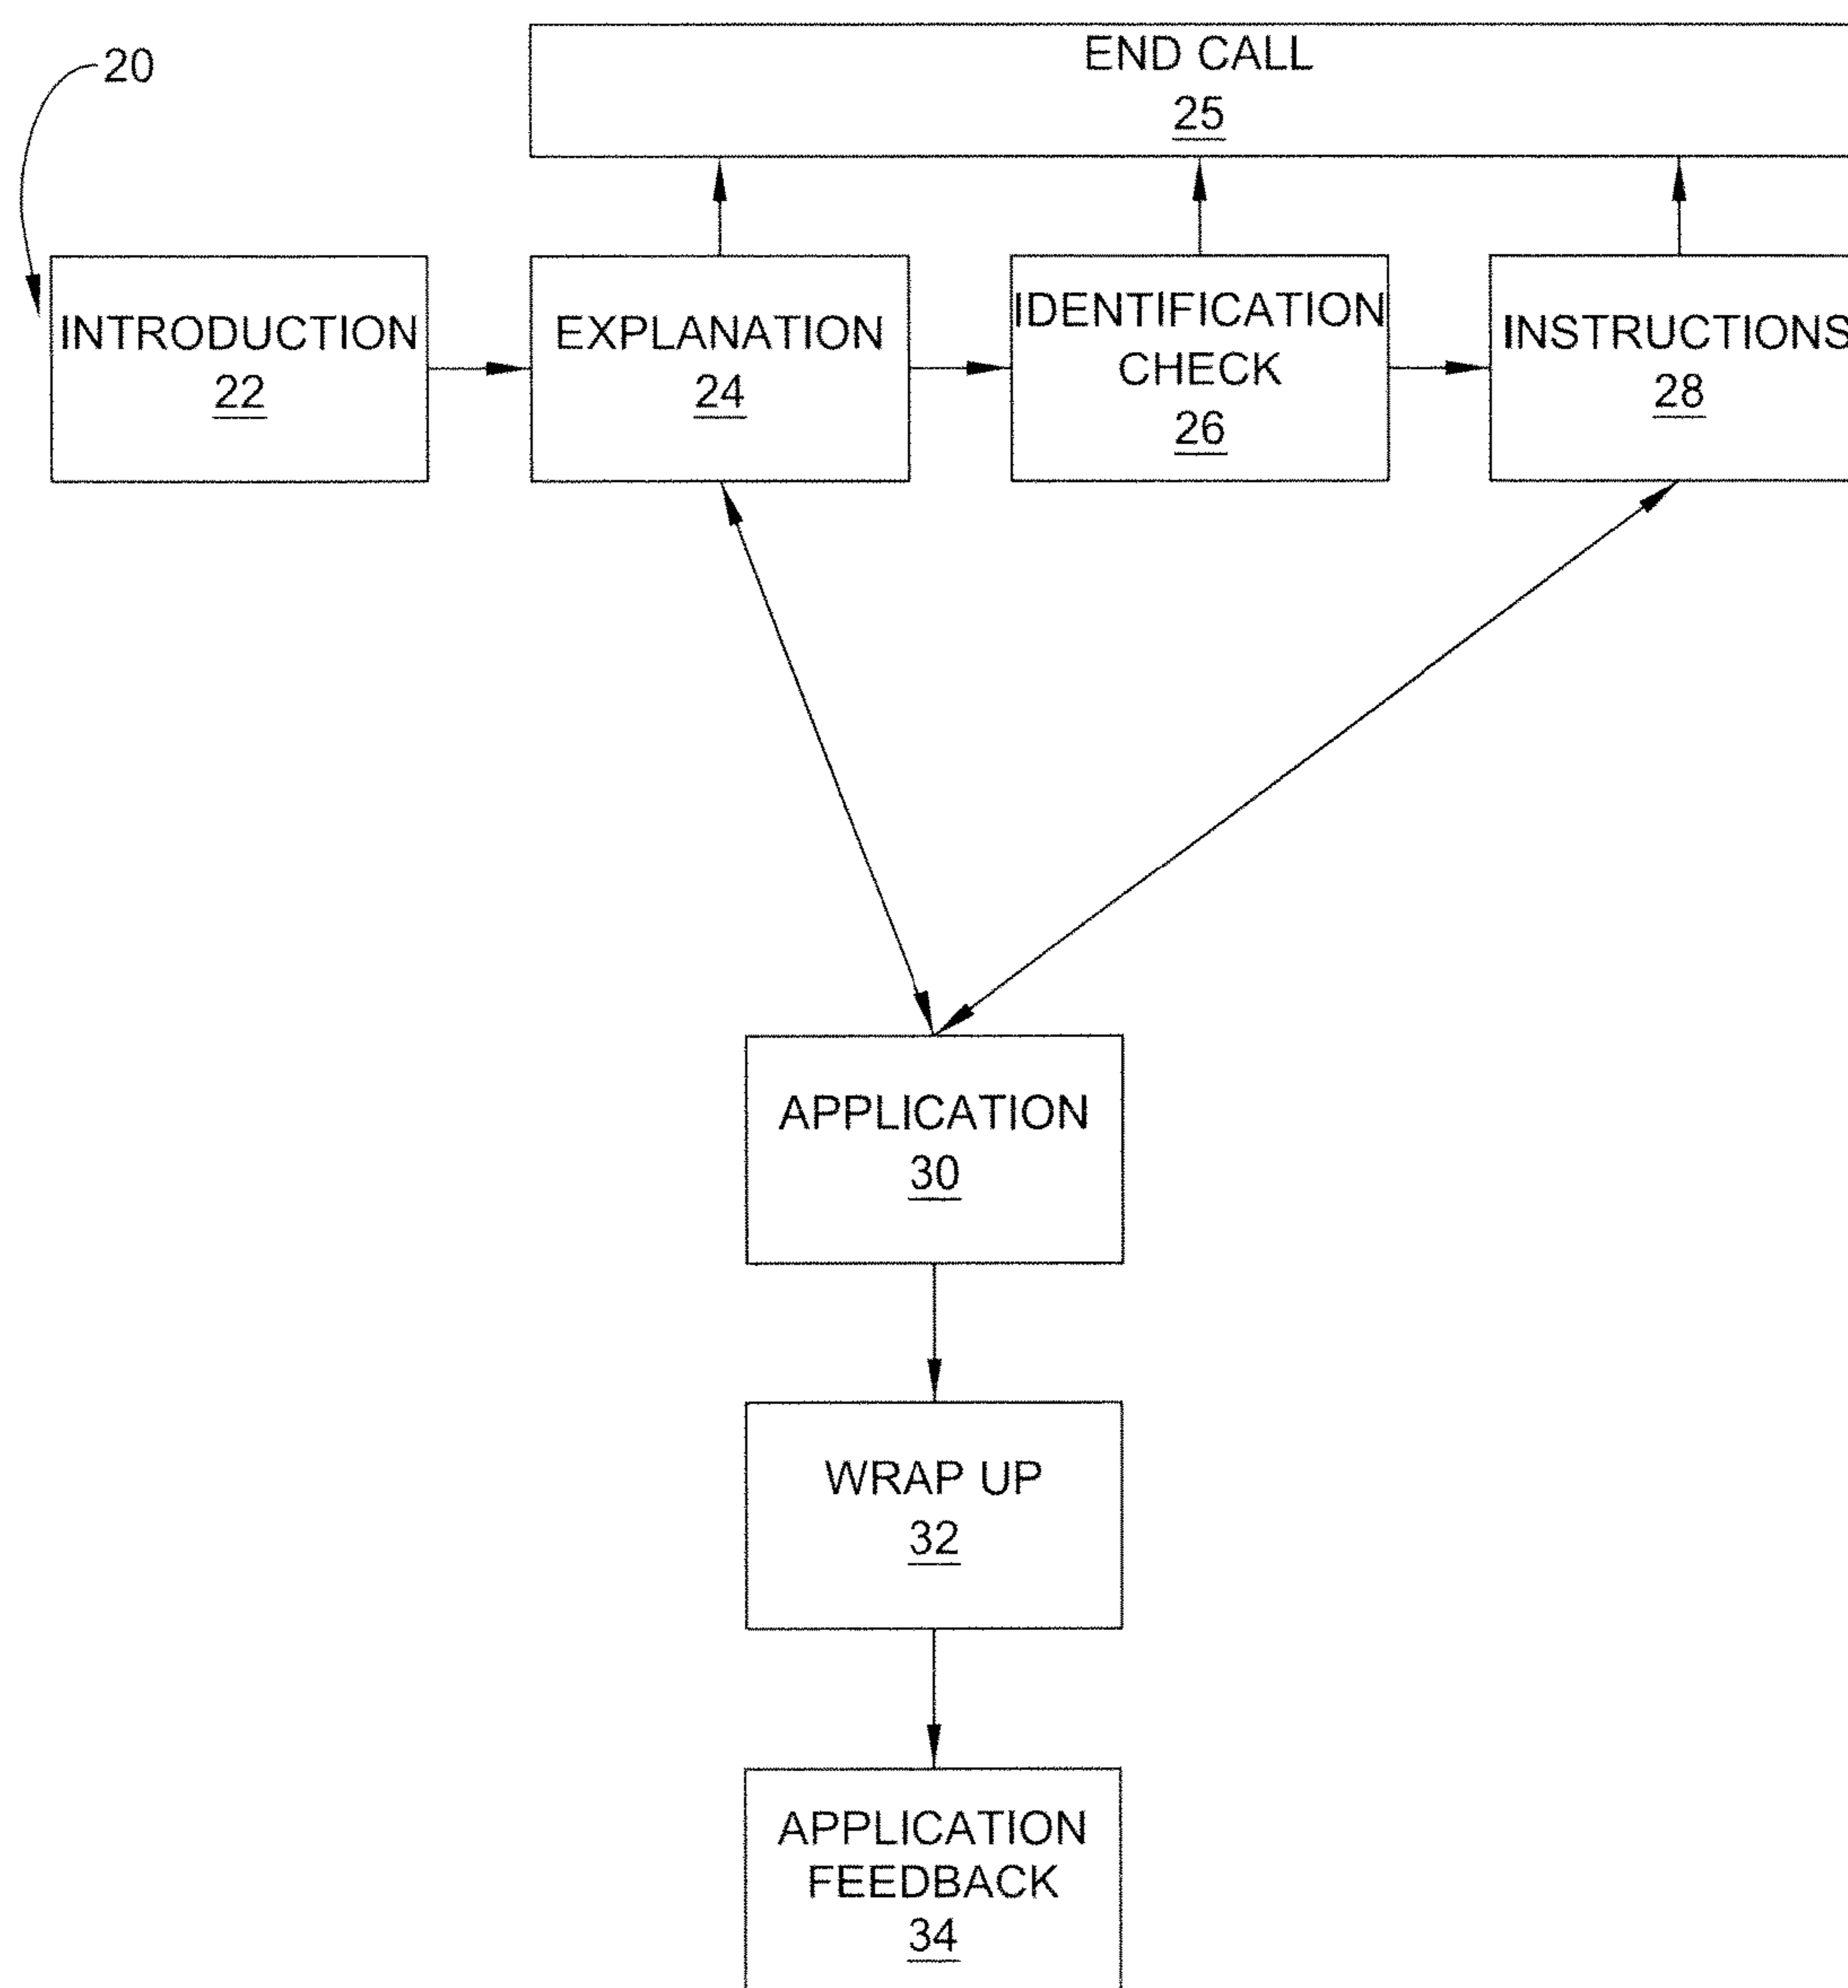 20
END CALL
25
INTRODUCTION
22
EXPLANATION
24
IDENTIFICATION
CHECK
26
INSTRUCTIONS
28
APPLICATION
30
WRAP UP
32
APPLICATION
FEEDBACK
34